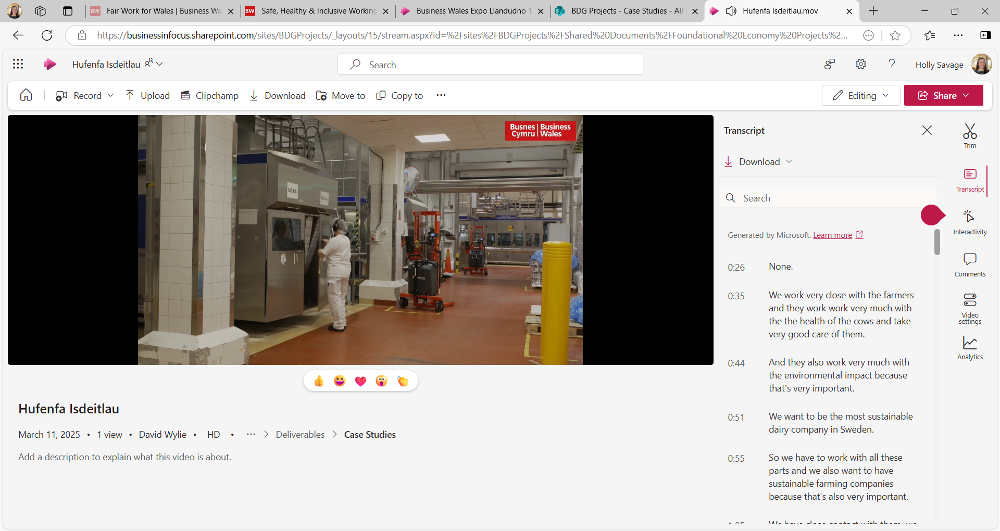 Fair Work for Wales | Business Wa
Safe, Healthy & Inclusive Working
Business Wales Expo Llandudno 1
BDG Projects - Case Studies - All
Hufenfa Isdeitlau.mov
https://businessinfocus.sharepoint.com/sites/BDGProjects/_layouts/15/stream.aspx?id=%2Fsites%2FBDGProjects%2FShared%20Documents%2FFoundational%20Economy%20Projects%2...
Hufenfa Isdeitlau
Search
Holly Savage
Record
Upload
Clipchamp
Download
Move to
Copy to
Editing
Share
Busnes | Business
Cymru | Wales
MS4:B
MS4:A
Transcript
Download
Search
Generated by Microsoft. Learn more
0:26 None.
0:35 We work very close with the farmers
and they work work very much with
the the health of the cows and take
very good care of them.
0:44 And they also work very much with
the environmental impact because
that's very important.
0:51 We want to be the most sustainable
dairy company in Sweden.
0:55 So we have to work with all these
parts and we also want to have
sustainable farming companies
because that's also very important.
Trim
Transcript
Interactivity
Comments
Video
settings
Analytics
Hufenfa Isdeitlau
March 11, 2025 • 1 view • David Wylie • HD • ··· > Deliverables > Case Studies
Add a description to explain what this video is about.